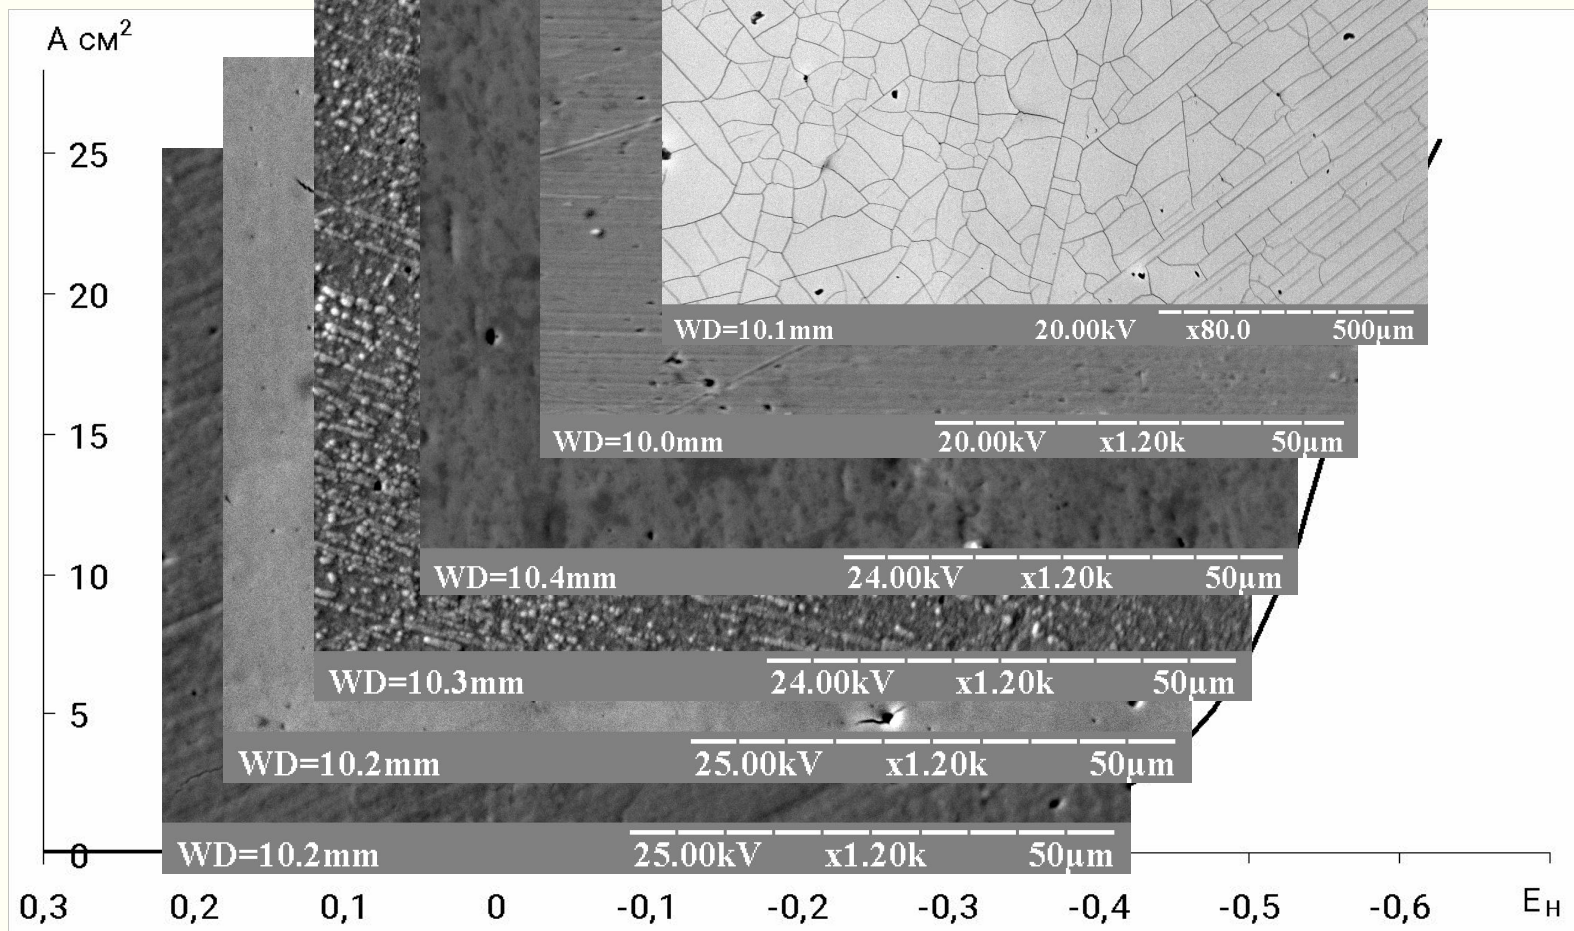 А см²
25
20
15
10
5
0
WD=10.1mm 20.00kV x80.0 500µm
WD=10.0mm 20.00kV x1.20k 50µm
WD=10.4mm 24.00kV x1.20k 50µm
WD=10.3mm 24.00kV x1.20k 50µm
WD=10.2mm 25.00kV x1.20k 50µm
WD=10.2mm 25.00kV x1.20k 50µm
0,3 0,2 0,1 0 -0,1 -0,2 -0,3 -0,4 -0,5 -0,6 Eн